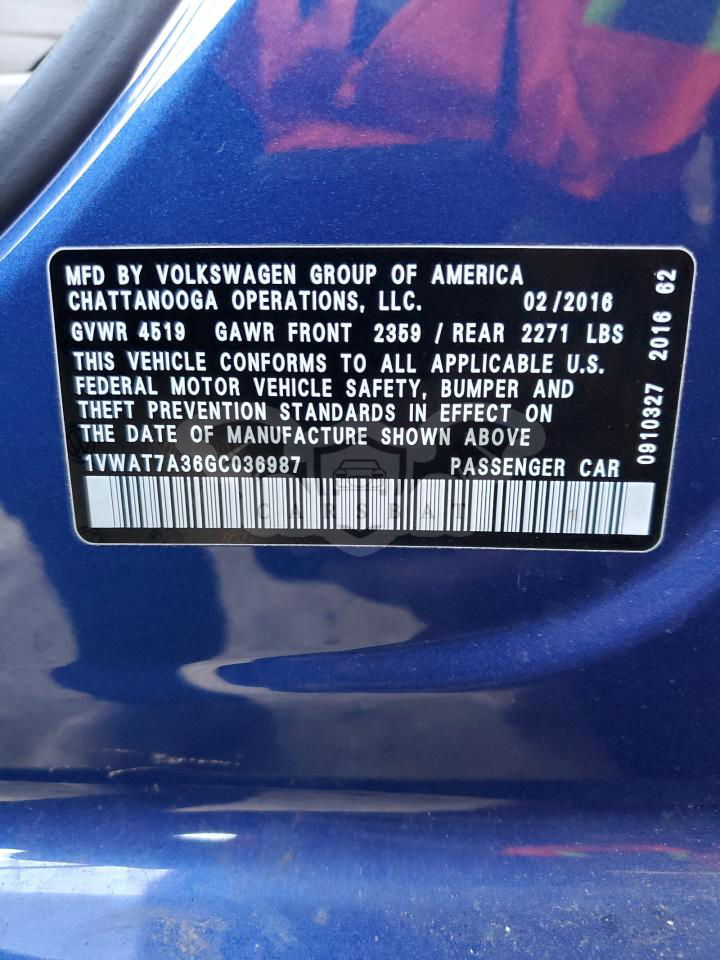 MFD BY VOLKSWAGEN GROUP OF AMERICA
CHATTANOOGA OPERATIONS, LLC. 02/2016
GVWR 4519 GAWR FRONT 2359 / REAR 2271 LBS
THIS VEHICLE CONFORMS TO ALL APPLICABLE U.S.
FEDERAL MOTOR VEHICLE SAFETY, BUMPER AND
THEFT PREVENTION STANDARDS IN EFFECT ON
THE DATE OF MANUFACTURE SHOWN ABOVE
1VWAT7A36GC036987 PASSENGER CAR
0910327 2016 62
CARSBAT